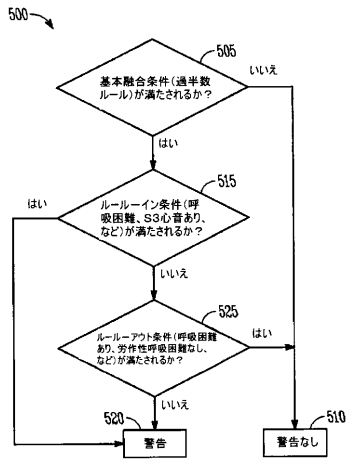 500
505
基本融合条件(過半数
ルール)が満たされるか?
いいえ
はい
515
ルールーイン条件(呼
吸困難、S3心音あり、
など)が満たされるか?
はい
いいえ
525
ルールーアウト条件(呼吸困難
あり、労作性呼吸困難なし、
など)が満たされるか?
はい
いいえ
520
警告
510
警告なし